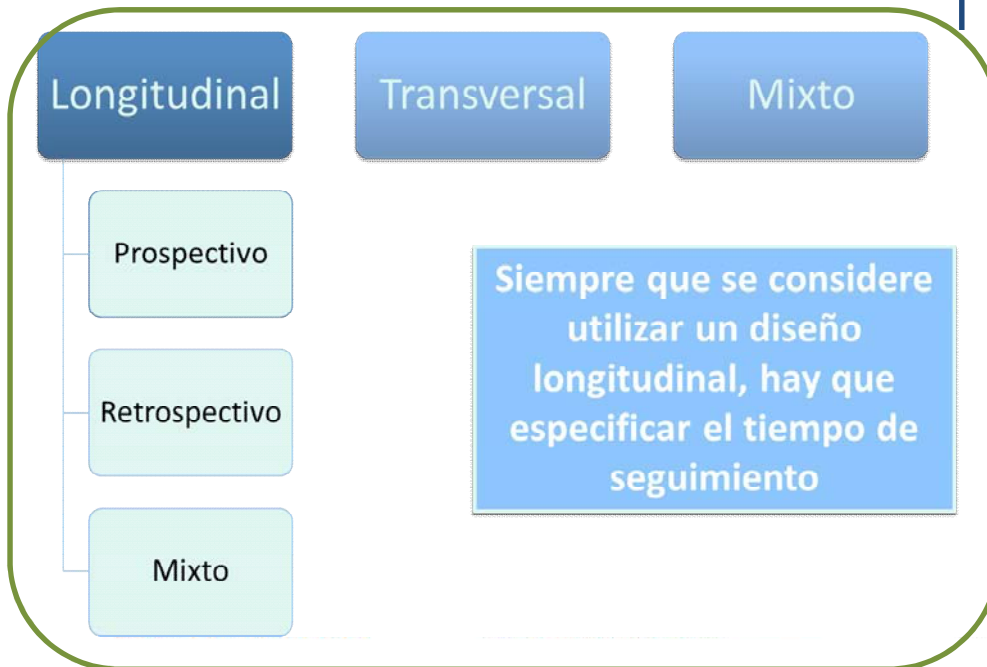 Longitudinal
Transversal
Mixto
Prospectivo
Retrospectivo
Mixto
Siempre que se considere
utilizar un diseño
longitudinal, hay que
especificar el tiempo de
seguimiento